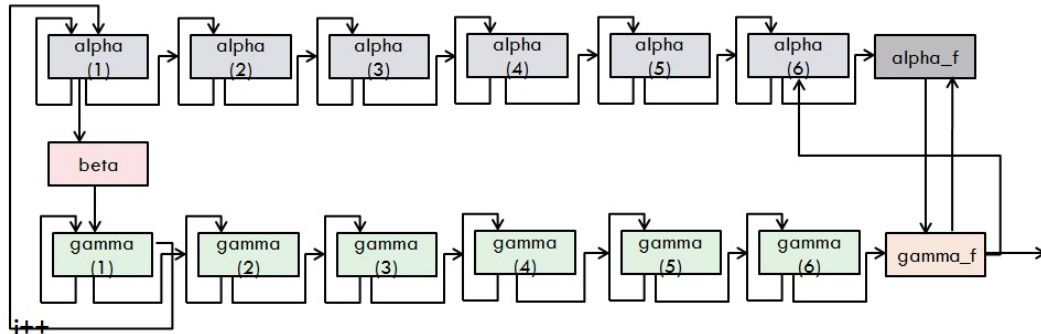 alpha
(1)
alpha
(2)
alpha
(3)
alpha
(4)
alpha
(5)
alpha
(6)
alpha_f
beta
gamma
(1)
gamma
(2)
gamma
(3)
gamma
(4)
gamma
(5)
gamma
(6)
gamma_f
i++